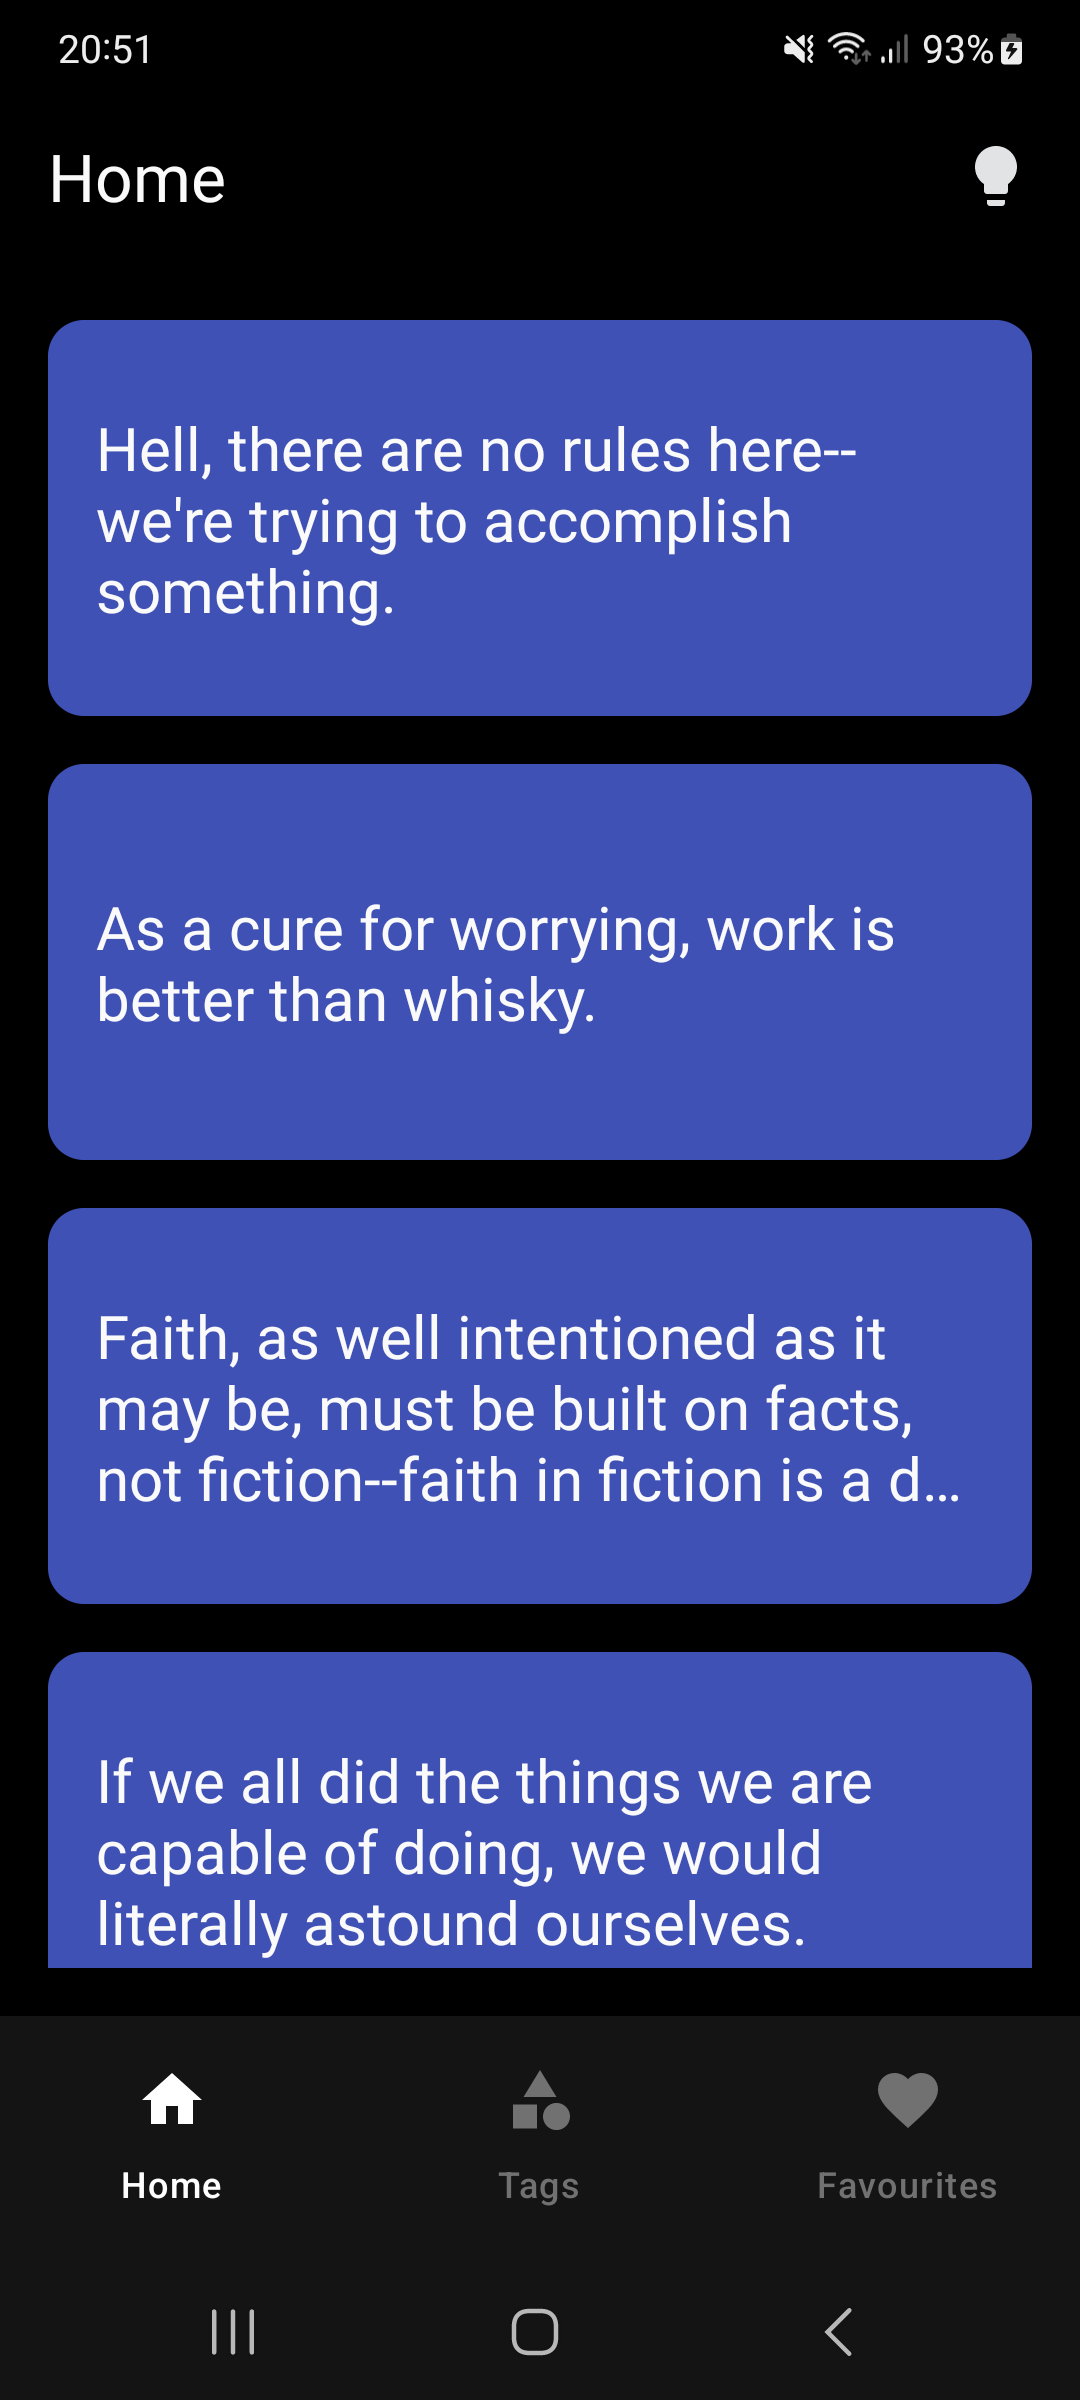 20:51
93%
Home
Hell, there are no rules here--
we're trying to accomplish
something.
As a cure for worrying, work is
better than whisky.
Faith, as well intentioned as it
may be, must be built on facts,
not fiction--faith in fiction is a d…
If we all did the things we are
capable of doing, we would
literally astound ourselves.
Home
Tags
Favourites